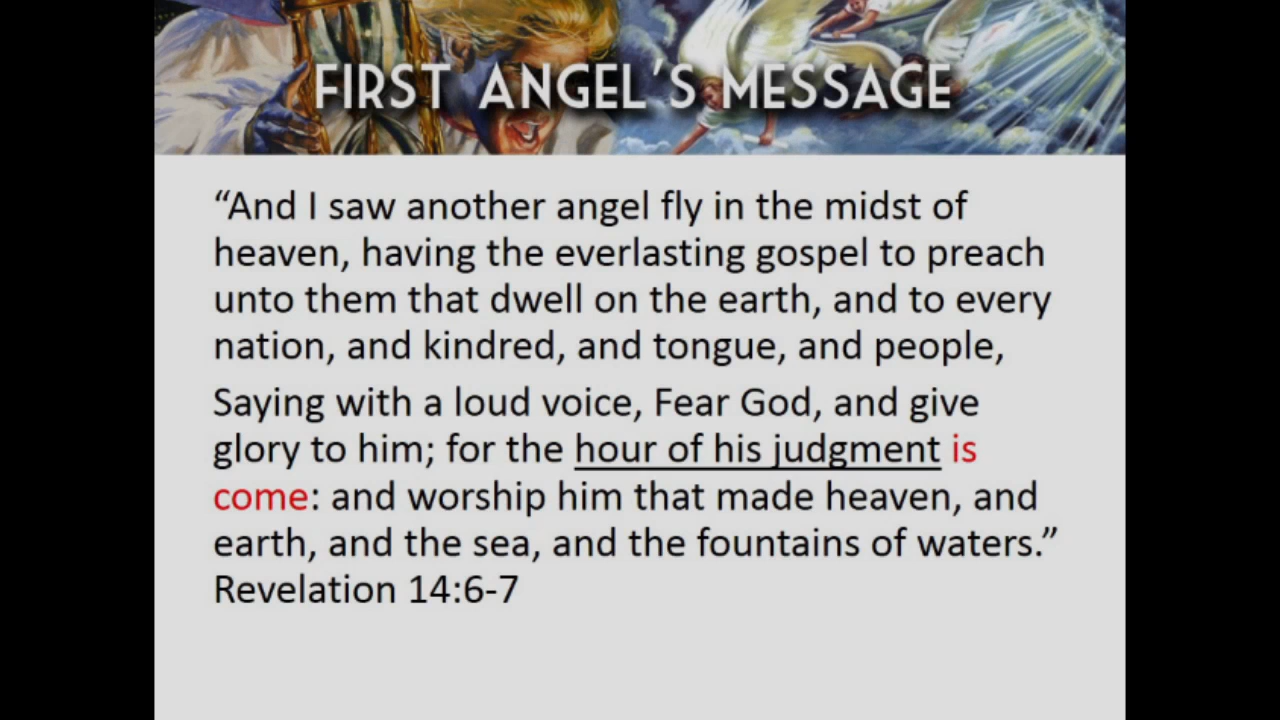 FIRST ANGEL'S MESSAGE
“And I saw another angel fly in the midst of
heaven, having the everlasting gospel to preach
unto them that dwell on the earth, and to every
nation, and kindred, and tongue, and people,
Saying with a loud voice, Fear God, and give
glory to him; for the hour of his judgment is
come: and worship him that made heaven, and
earth, and the sea, and the fountains of waters.”
Revelation 14:6-7